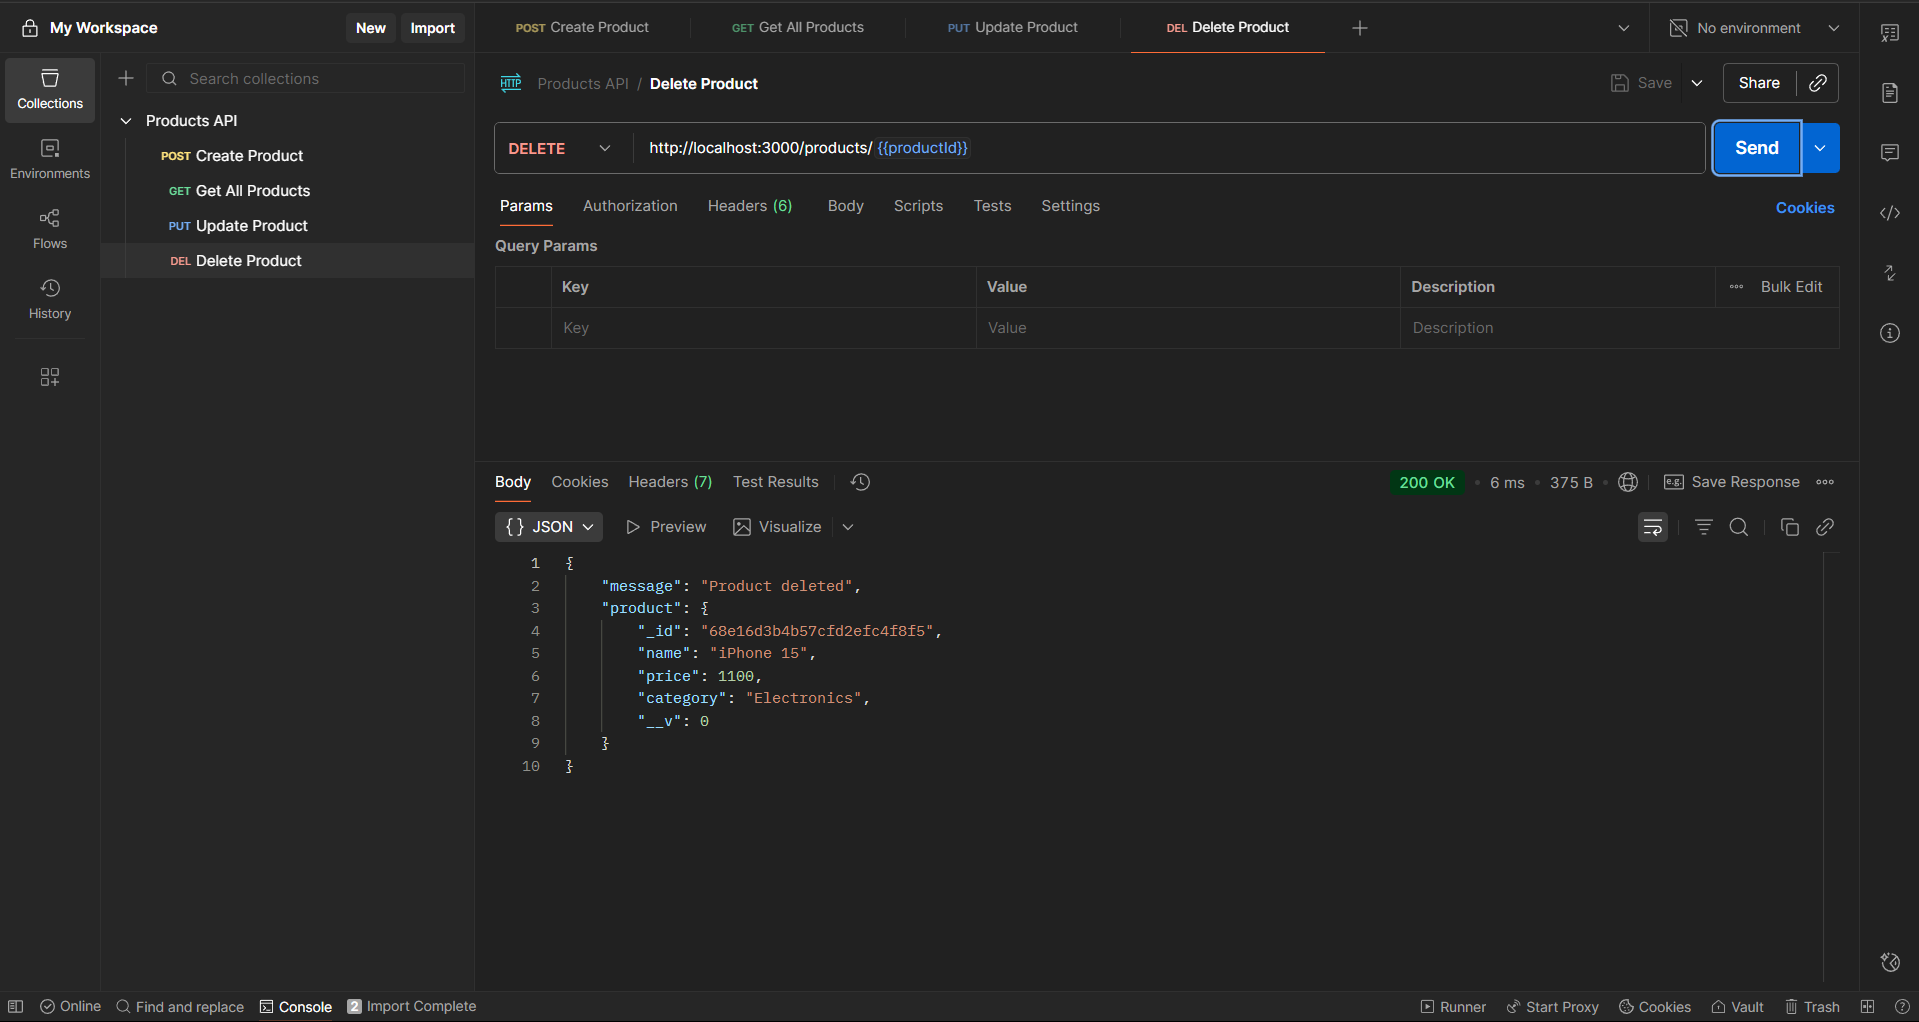 My Workspace
New
Import
POST Create Product
GET Get All Products
PUT Update Product
DEL Delete Product
No environment
Collections
Environments
Flows
History
Search collections
Products API
POST Create Product
GET Get All Products
PUT Update Product
DEL Delete Product
HTTP Products API / Delete Product
Save
Share
DELETE
http://localhost:3000/products/ {{productId}}
Send
Params
Authorization
Headers (6)
Body
Scripts
Tests
Settings
Cookies
Query Params
Key
Value
Description
Bulk Edit
Key
Value
Description
Body
Cookies
Headers (7)
Test Results
200 OK
6 ms
375 B
e.g. Save Response
{} JSON
Preview
Visualize
1 {
2 "message": "Product deleted",
3 "product": {
4 "_id": "68e16d3b4b57cfd2efc4f8f5",
5 "name": "iPhone 15",
6 "price": 1100,
7 "category": "Electronics",
8 "__v": 0
9 }
10 }
Online
Find and replace
Console
2 Import Complete
Runner
Start Proxy
Cookies
Vault
Trash